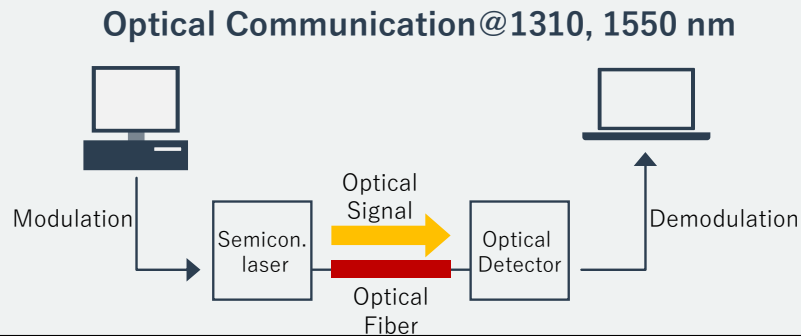 Optical Communication@1310, 1550 nm
Modulation
Semicon.
laser
Optical
Signal
Optical
Fiber
Optical
Detector
Demodulation